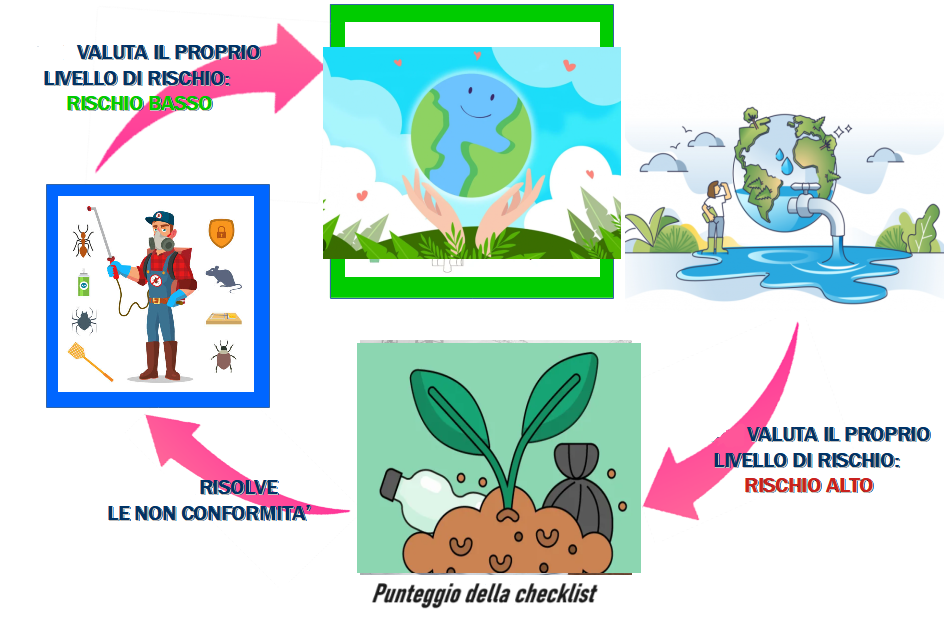 VALUTA IL PROPRIO
LIVELLO DI RISCHIO:
RISCHIO BASSO
VALUTA IL PROPRIO
LIVELLO DI RISCHIO:
RISCHIO ALTO
RISOLVE
LE NON CONFORMITA’
Punteggio della checklist